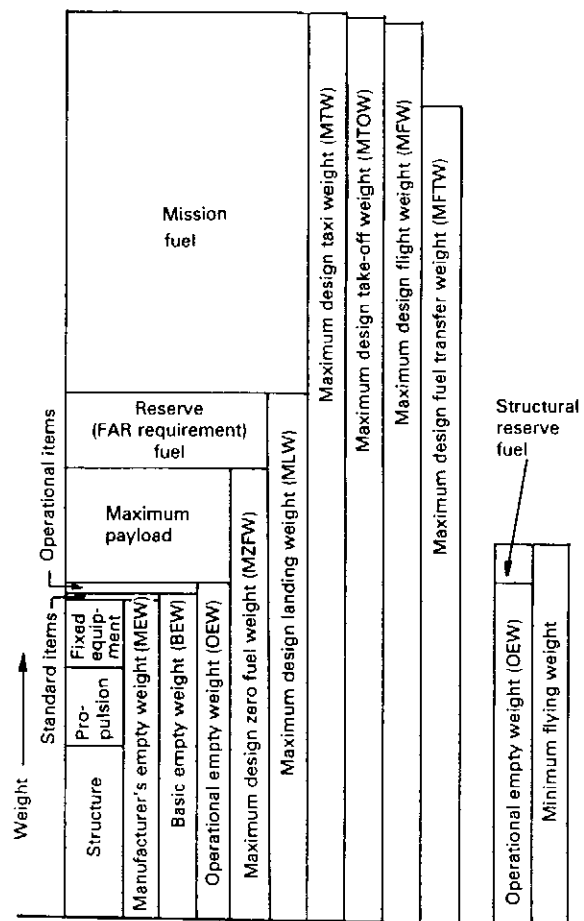 Mission
fuel
Reserve
(FAR requirement)
fuel
Maximum
payload
Operational items
Standard items
Weight
Fixed
equip-
ment
Pro-
pulsion
Structure
Manufacturer's empty weight (MEW)
Basic empty weight (BEW)
Operational empty weight (OEW)
Maximum design zero fuel weight (MZFW)
Maximum design landing weight (MLW)
Maximum design taxi weight (MTW)
Maximum design take-off weight (MTOW)
Maximum design flight weight (MFW)
Maximum design fuel transfer weight (MFTW)
Structural
reserve
fuel
Operational empty weight (OEW)
Minimum flying weight